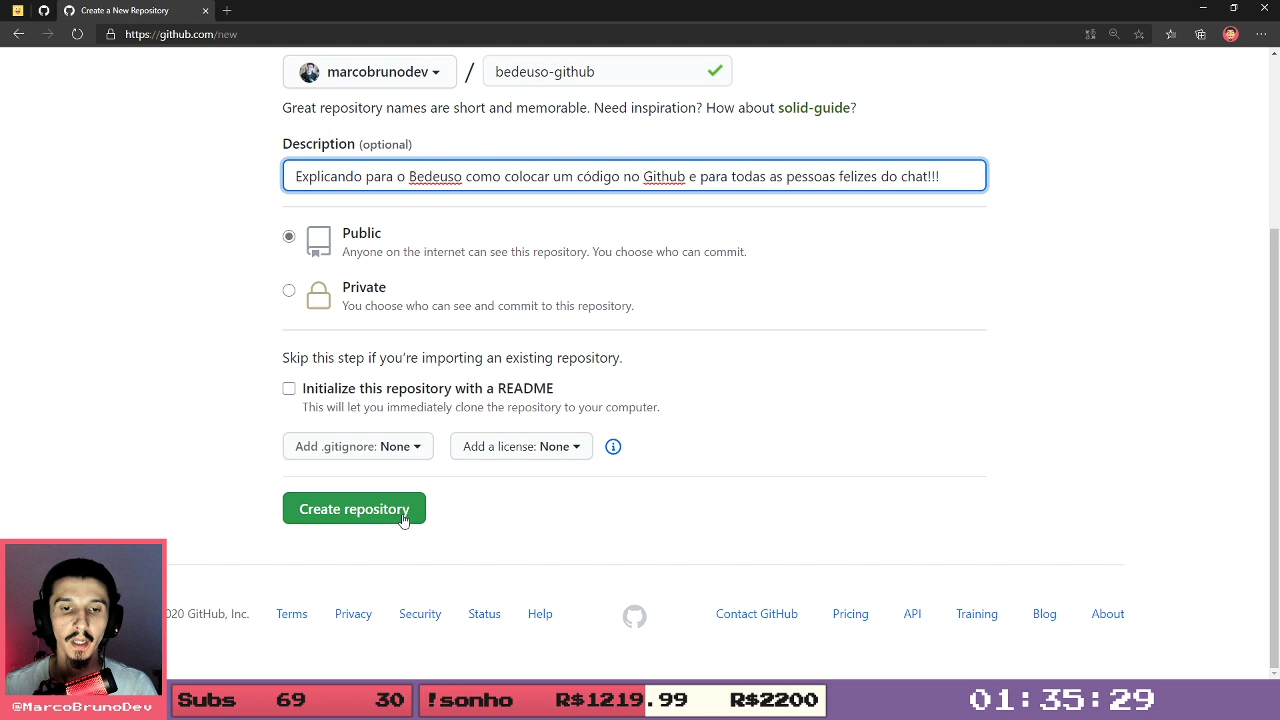 Create a New Repository
https://github.com/new
marcobrunodev / bedeuso-github
Great repository names are short and memorable. Need inspiration? How about solid-guide?
Description (optional)
Explicando para o Bedeuso como colocar um código no Github e para todas as pessoas felizes do chat!!!
Public
Anyone on the internet can see this repository. You choose who can commit.
Private
You choose who can see and commit to this repository.
Skip this step if you're importing an existing repository.
Initialize this repository with a README
This will let you immediately clone the repository to your computer.
Add .gitignore: None Add a license: None
Create repository
020 GitHub, Inc. Terms Privacy Security Status Help Contact GitHub Pricing API Training Blog About
@MarcoBrunoDev
Subs 69 30 !sonho R$1219.99 R$2200 01:35:29